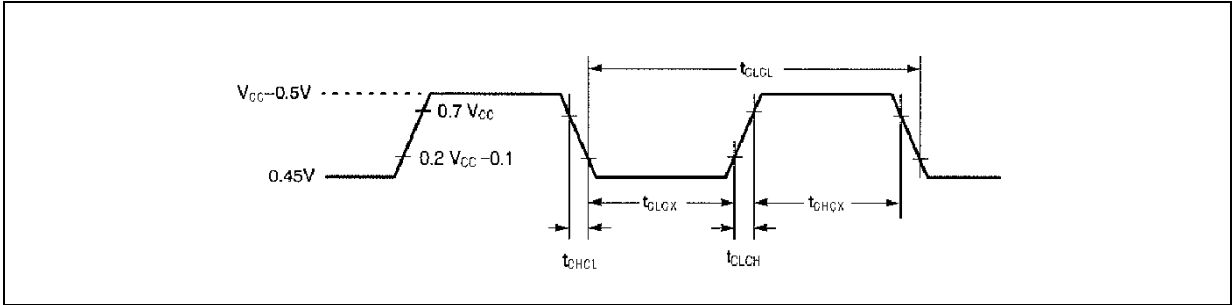 tCLCL
VCC–0.5V
0.7 VCC
0.2 VCC –0.1
0.45V
tCLCX
tCHCX
tCHCL
tCLCH